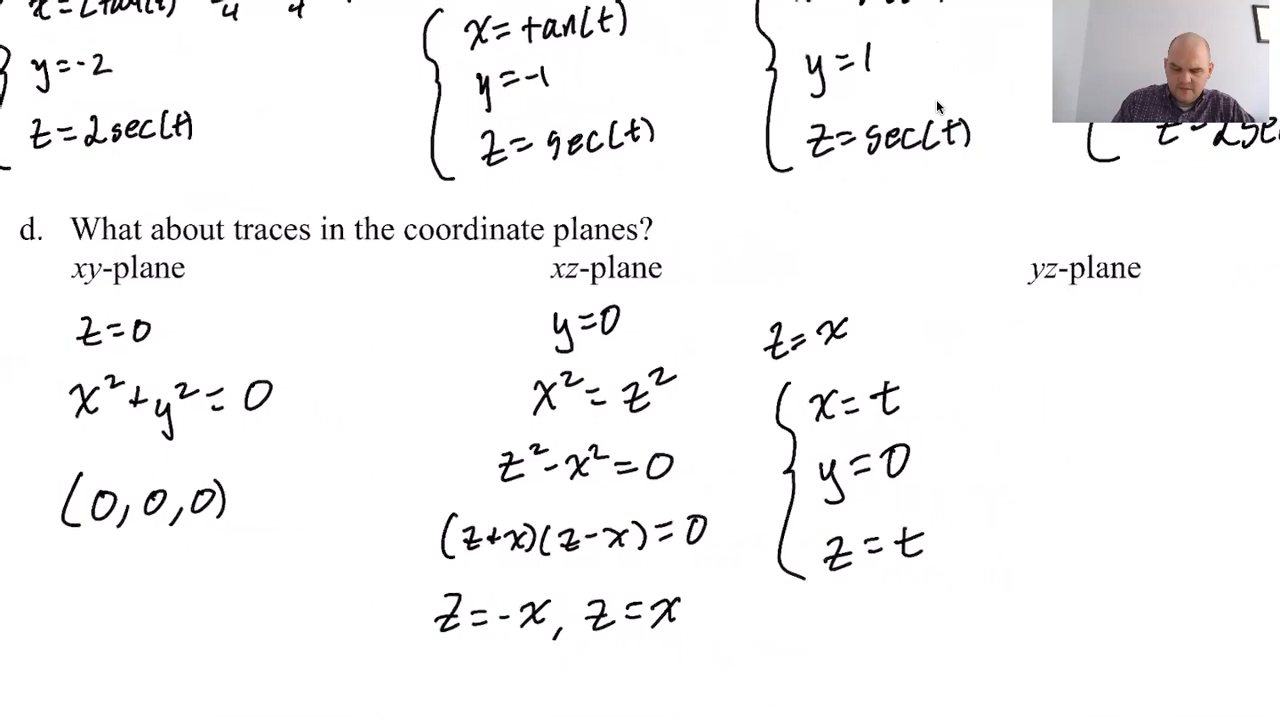 y=-2
z=2sec(t)
x=tan(t)
y=-1
z=sec(t)
y=1
z=sec(t)
d. What about traces in the coordinate planes?
xy-plane xz-plane yz-plane
z=0
x²+y²=0
(0,0,0)
y=0
x²=z²
z²-x²=0
(z+x)(z-x)=0
z=-x, z=x
z=x
x=t
y=0
z=t